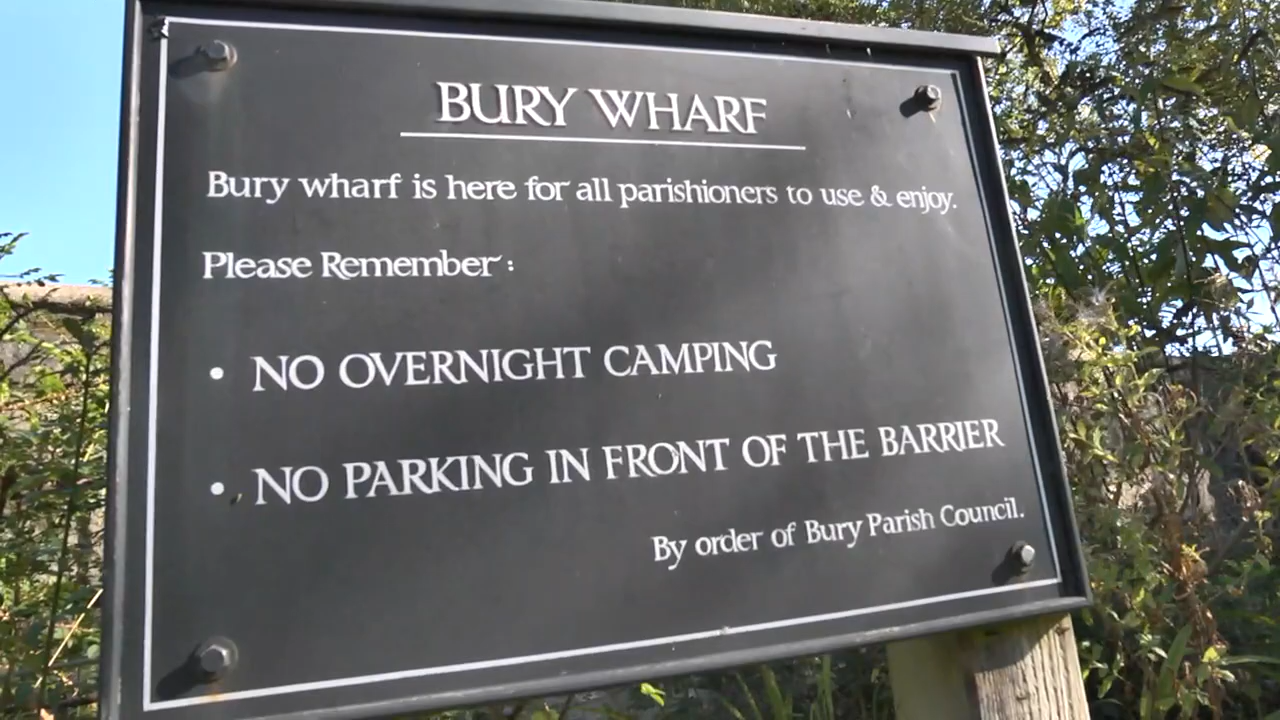 BURY WHARF
Bury wharf is here for all parishioners to use & enjoy.
Please Remember :
• NO OVERNIGHT CAMPING
• NO PARKING IN FRONT OF THE BARRIER
By order of Bury Parish Council.